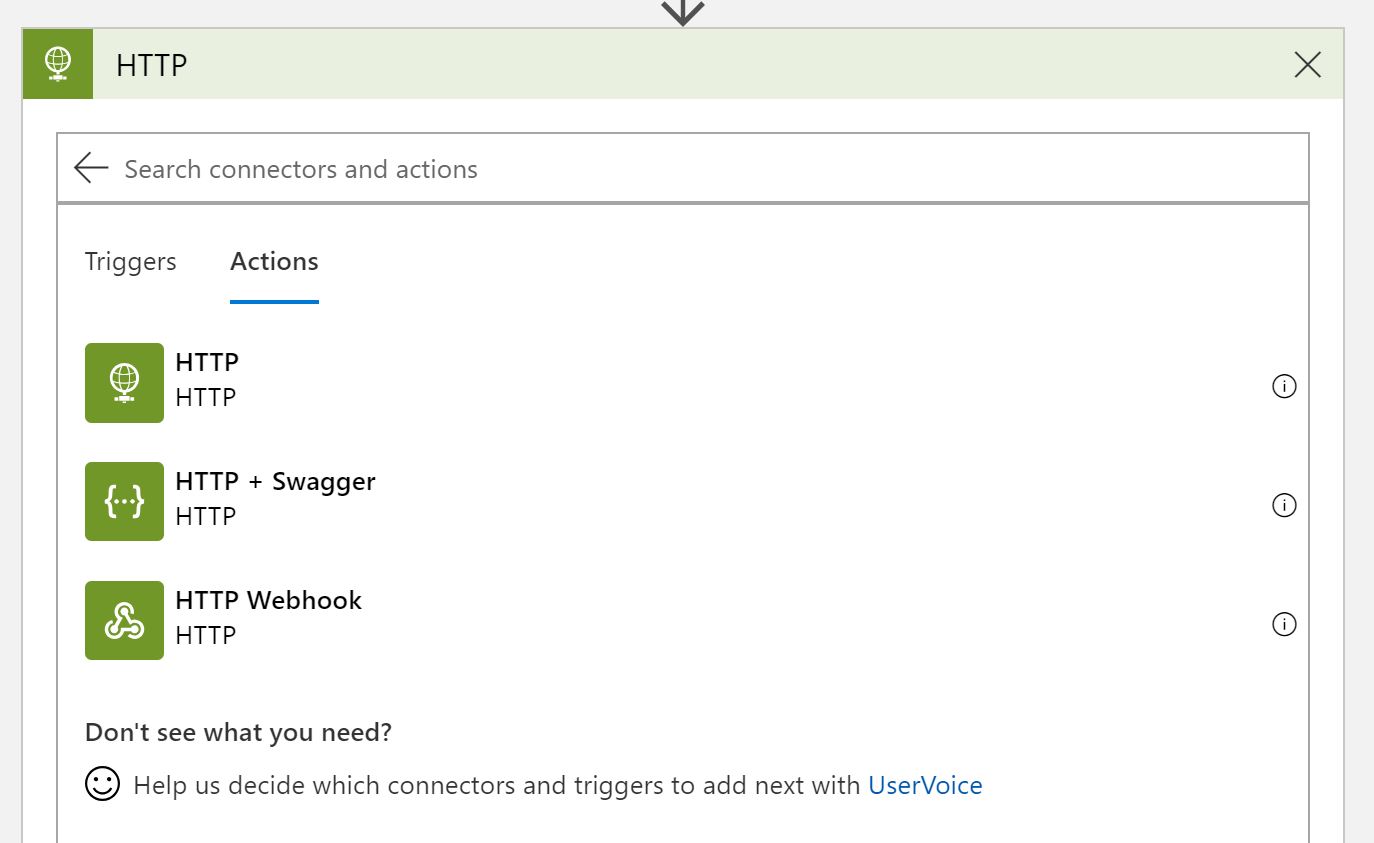 HTTP
Search connectors and actions
Triggers Actions
HTTP
HTTP
HTTP + Swagger
HTTP
HTTP Webhook
HTTP
Don't see what you need?
Help us decide which connectors and triggers to add next with UserVoice